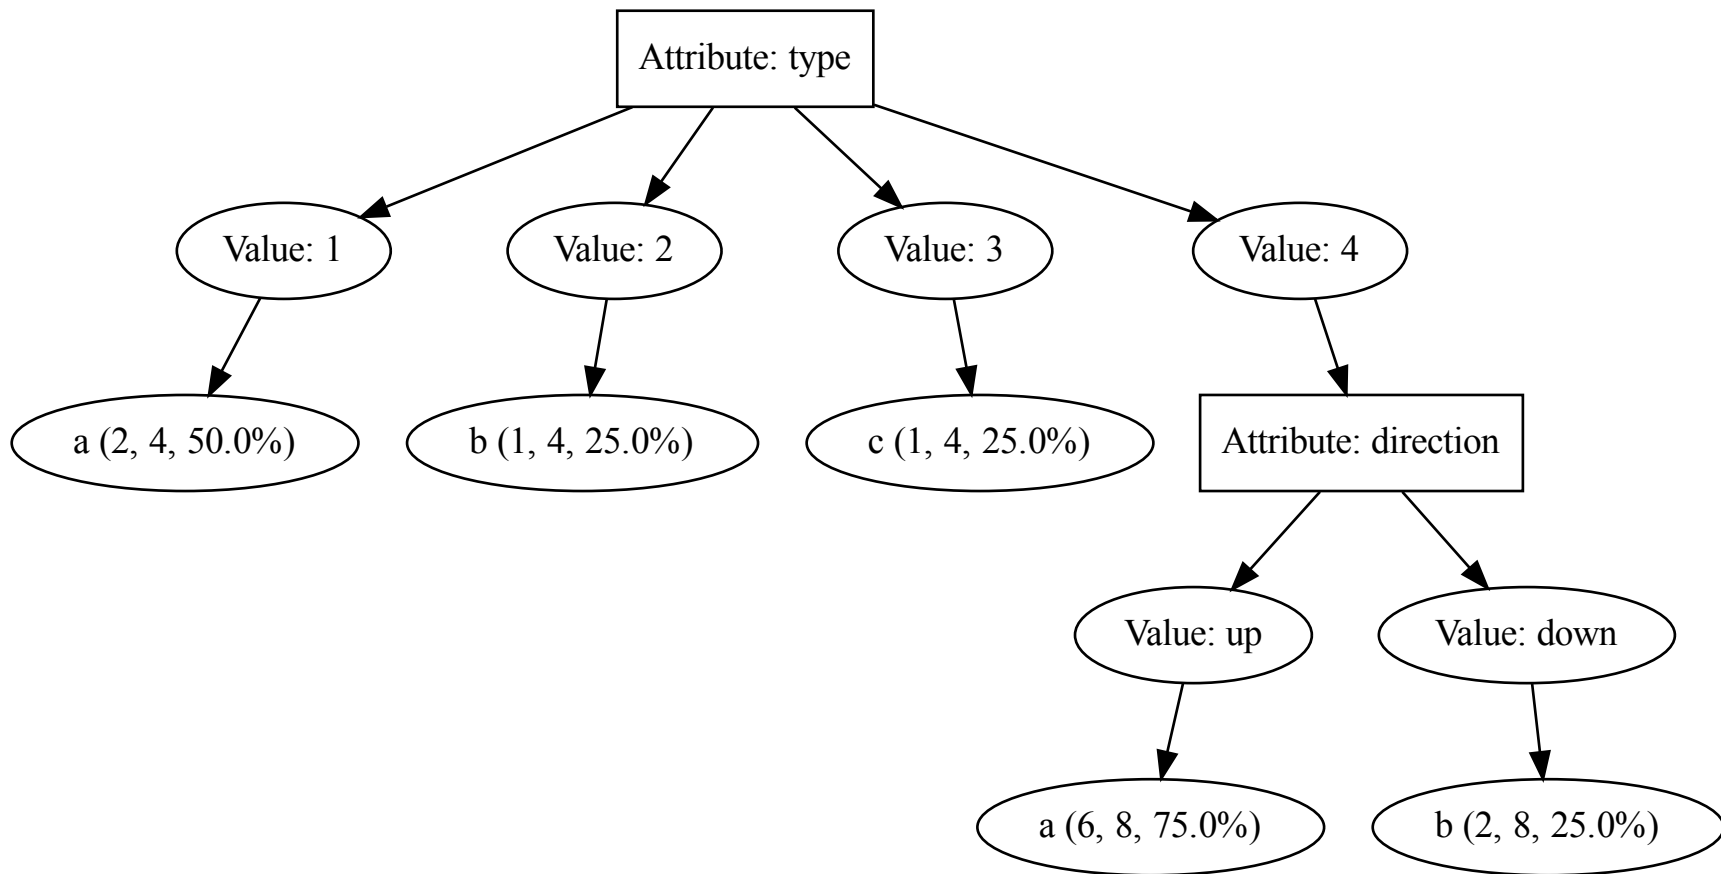 Attribute: type
Value: 1
Value: 2
Value: 3
Value: 4
a (2, 4, 50.0%)
b (1, 4, 25.0%)
c (1, 4, 25.0%)
Attribute: direction
Value: up
Value: down
a (6, 8, 75.0%)
b (2, 8, 25.0%)